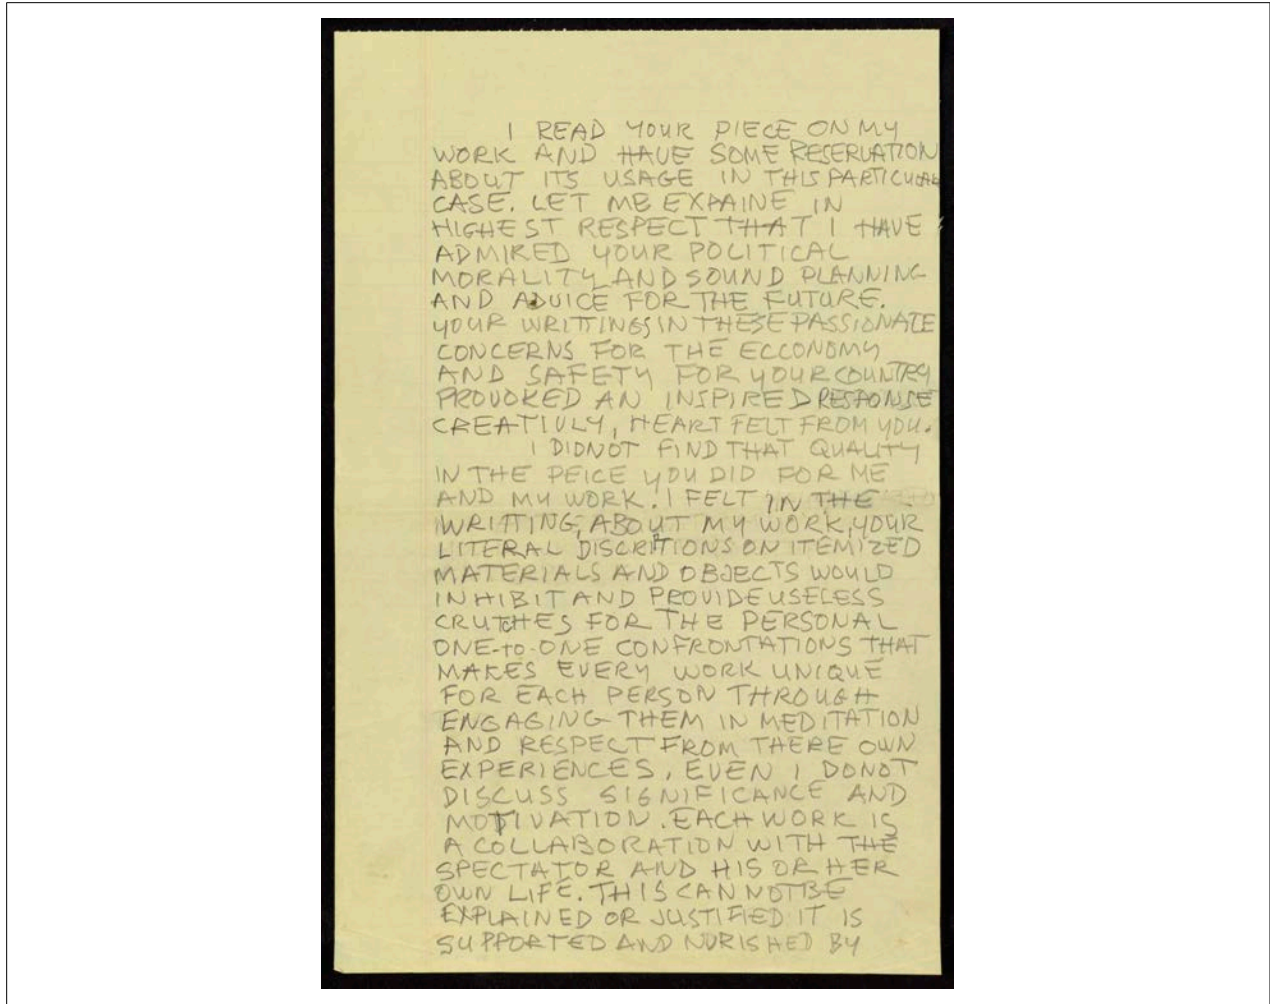 I READ YOUR PIECE ON MY
WORK AND HAVE SOME RESERVATION
ABOUT ITS USAGE IN THIS PARTICULAR
CASE. LET ME EXPAINE IN
HIGHEST RESPECT THAT I HAVE
ADMIRED YOUR POLITICAL
MORALITY, AND SOUND PLANNING
AND ADVICE FOR THE FUTURE.
YOUR WRITTINGS IN THESE PASSIONATE
CONCERNS FOR THE ECCONOMY
AND SAFETY FOR YOUR COUNTRY
PROVOKED AN INSPIRED RESPONSE
CREATIVLY, HEART FELT FROM YOU.
I DIDNOT FIND THAT QUALITY
IN THE PEICE YOU DID FOR ME
AND MY WORK. I FELT IN THE
WRITTING, ABOUT MY WORK, YOUR
LITERAL DISCRIPTIONS ON ITEMIZED
MATERIALS AND OBJECTS WOULD
INHIBIT AND PROVIDE USELESS
CRUTCHES FOR THE PERSONAL
ONE-to-ONE CONFRONTATIONS THAT
MAKES EVERY WORK UNIQUE
FOR EACH PERSON THROUGH
ENGAGING THEM IN MEDITATION
AND RESPECT FROM THERE OWN
EXPERIENCES, EVEN I DONOT
DISCUSS SIGNIFICANCE AND
MOTIVATION. EACH WORK IS
A COLLABORATION WITH THE
SPECTATOR AND HIS OR HER
OWN LIFE. THIS CAN NOT BE
EXPLAINED OR JUSTIFIED IT IS
SUPPORTED AND NURISHED BY